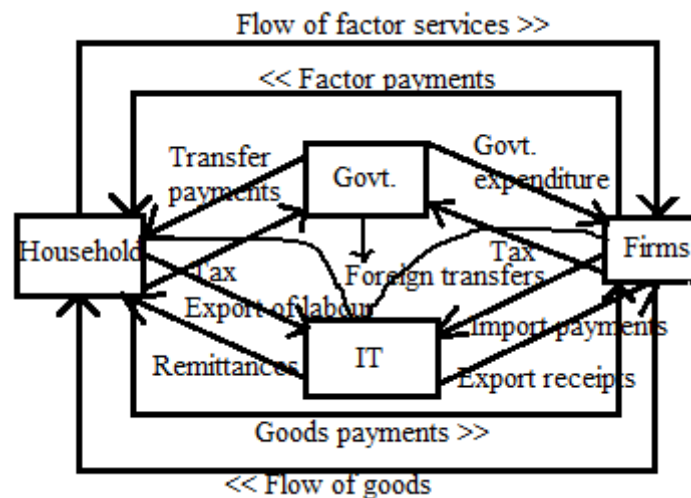 Flow of factor services >>
<< Factor payments
Transfer
payments
Govt.
Govt.
expenditure
Household
Firms
Tax
Tax
Foreign transfers
Export of labour
Import payments
Remittances
IT
Export receipts
Goods payments >>
<< Flow of goods